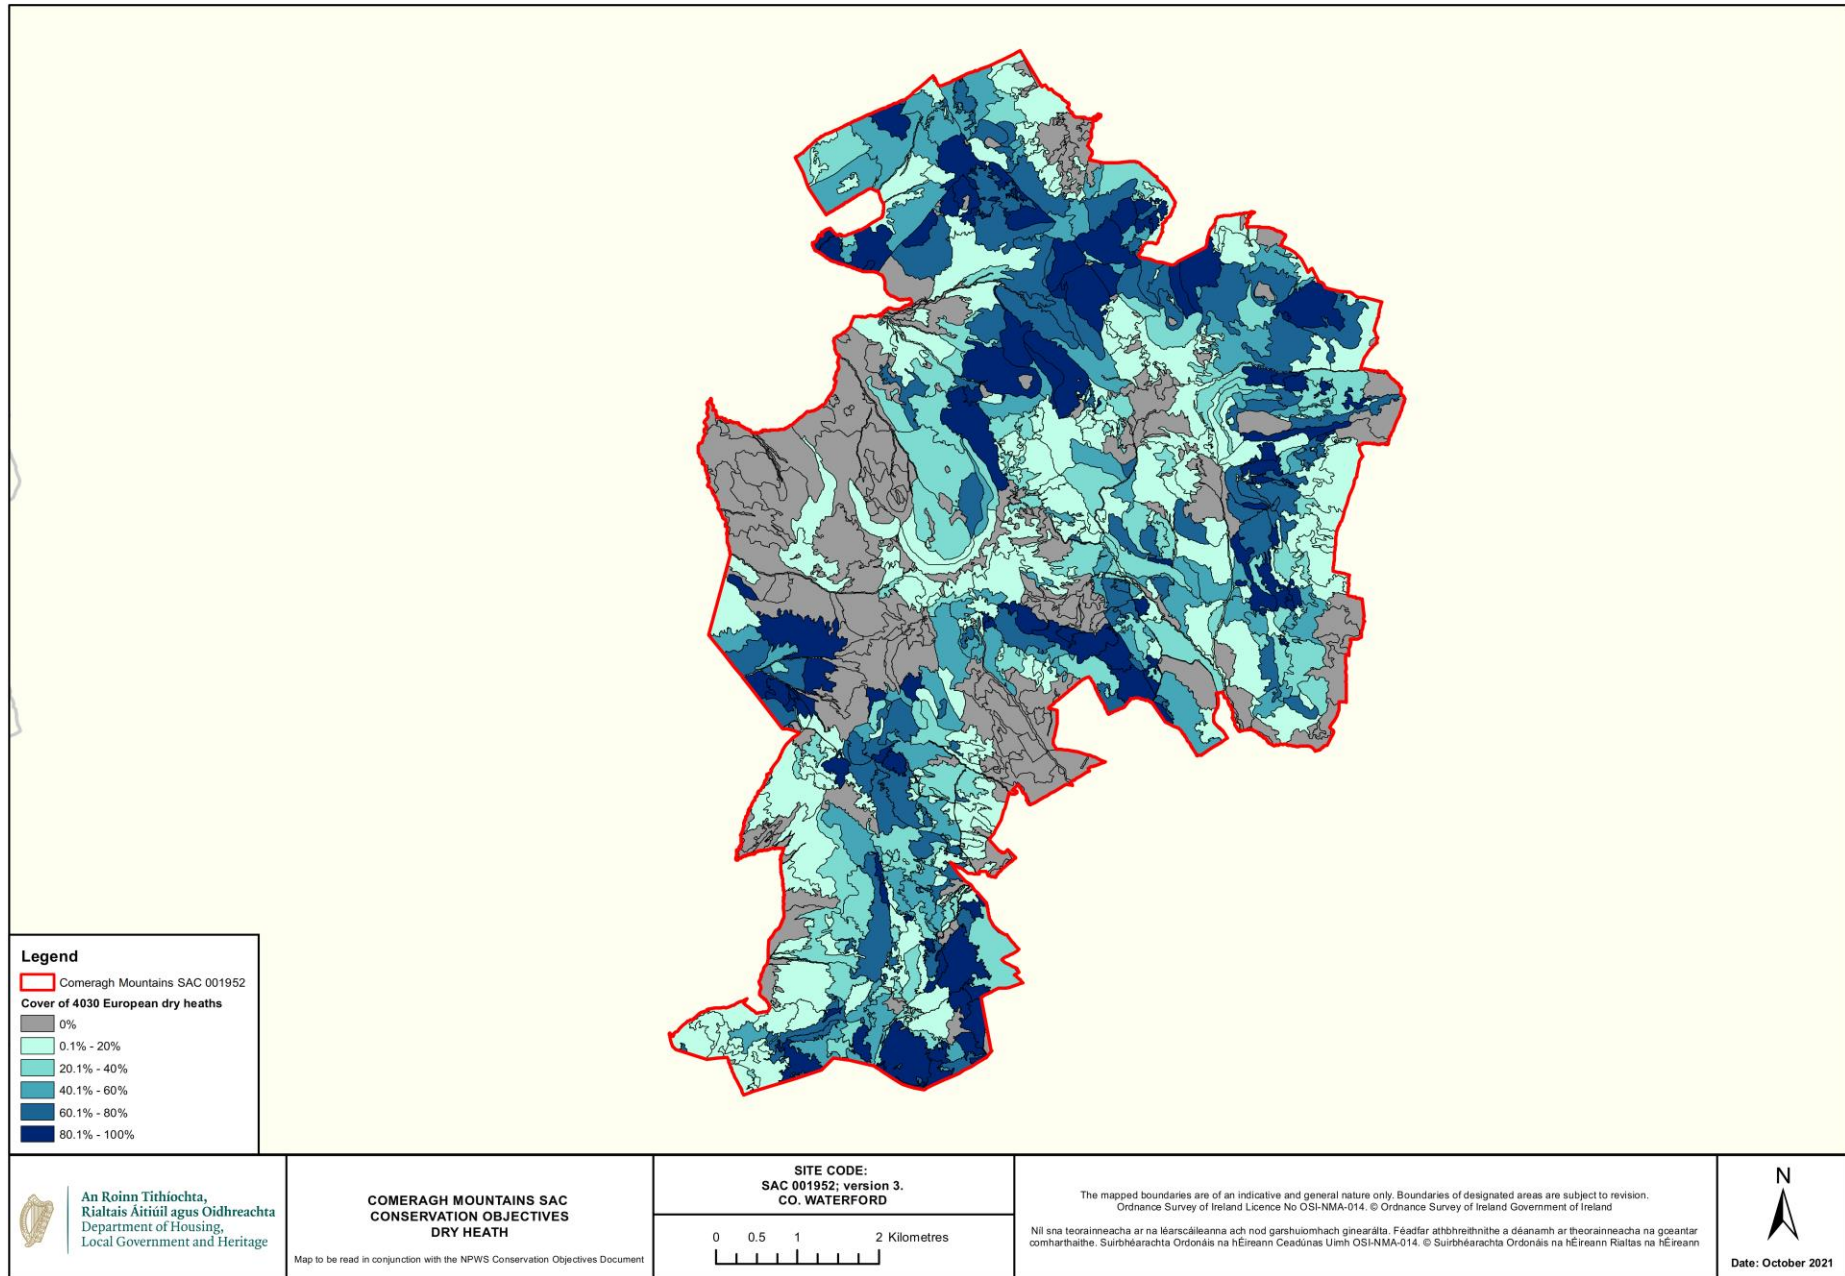 Legend
Comeragh Mountains SAC 001952
Cover of 4030 European dry heaths
0%
0.1% - 20%
20.1% - 40%
40.1% - 60%
60.1% - 80%
80.1% - 100%
An Roinn Tithíochta,
Rialtais Áitiúil agus Oidhreachta
Department of Housing,
Local Government and Heritage
COMERAGH MOUNTAINS SAC
CONSERVATION OBJECTIVES
DRY HEATH
Map to be read in conjunction with the NPWS Conservation Objectives Document
SITE CODE:
SAC 001952; version 3.
CO. WATERFORD
0 0.5 1 2 Kilometres
The mapped boundaries are of an indicative and general nature only. Boundaries of designated areas are subject to revision.
Ordnance Survey of Ireland Licence No OSI-NMA-014. © Ordnance Survey of Ireland Government of Ireland
Níl sna teorainneacha ar na léarscáileanna ach nod garshuiomhach ginearálta. Féadfar athbhreithnithe a déanamh ar theorainneacha na gceantar
comharthaithe. Suirbhéarachta Ordonáis na hÉireann Ceadúnas Uimh OSI-NMA-014. © Suirbhéarachta Ordonáis na hÉireann Rialtas na hÉireann
N
Date: October 2021